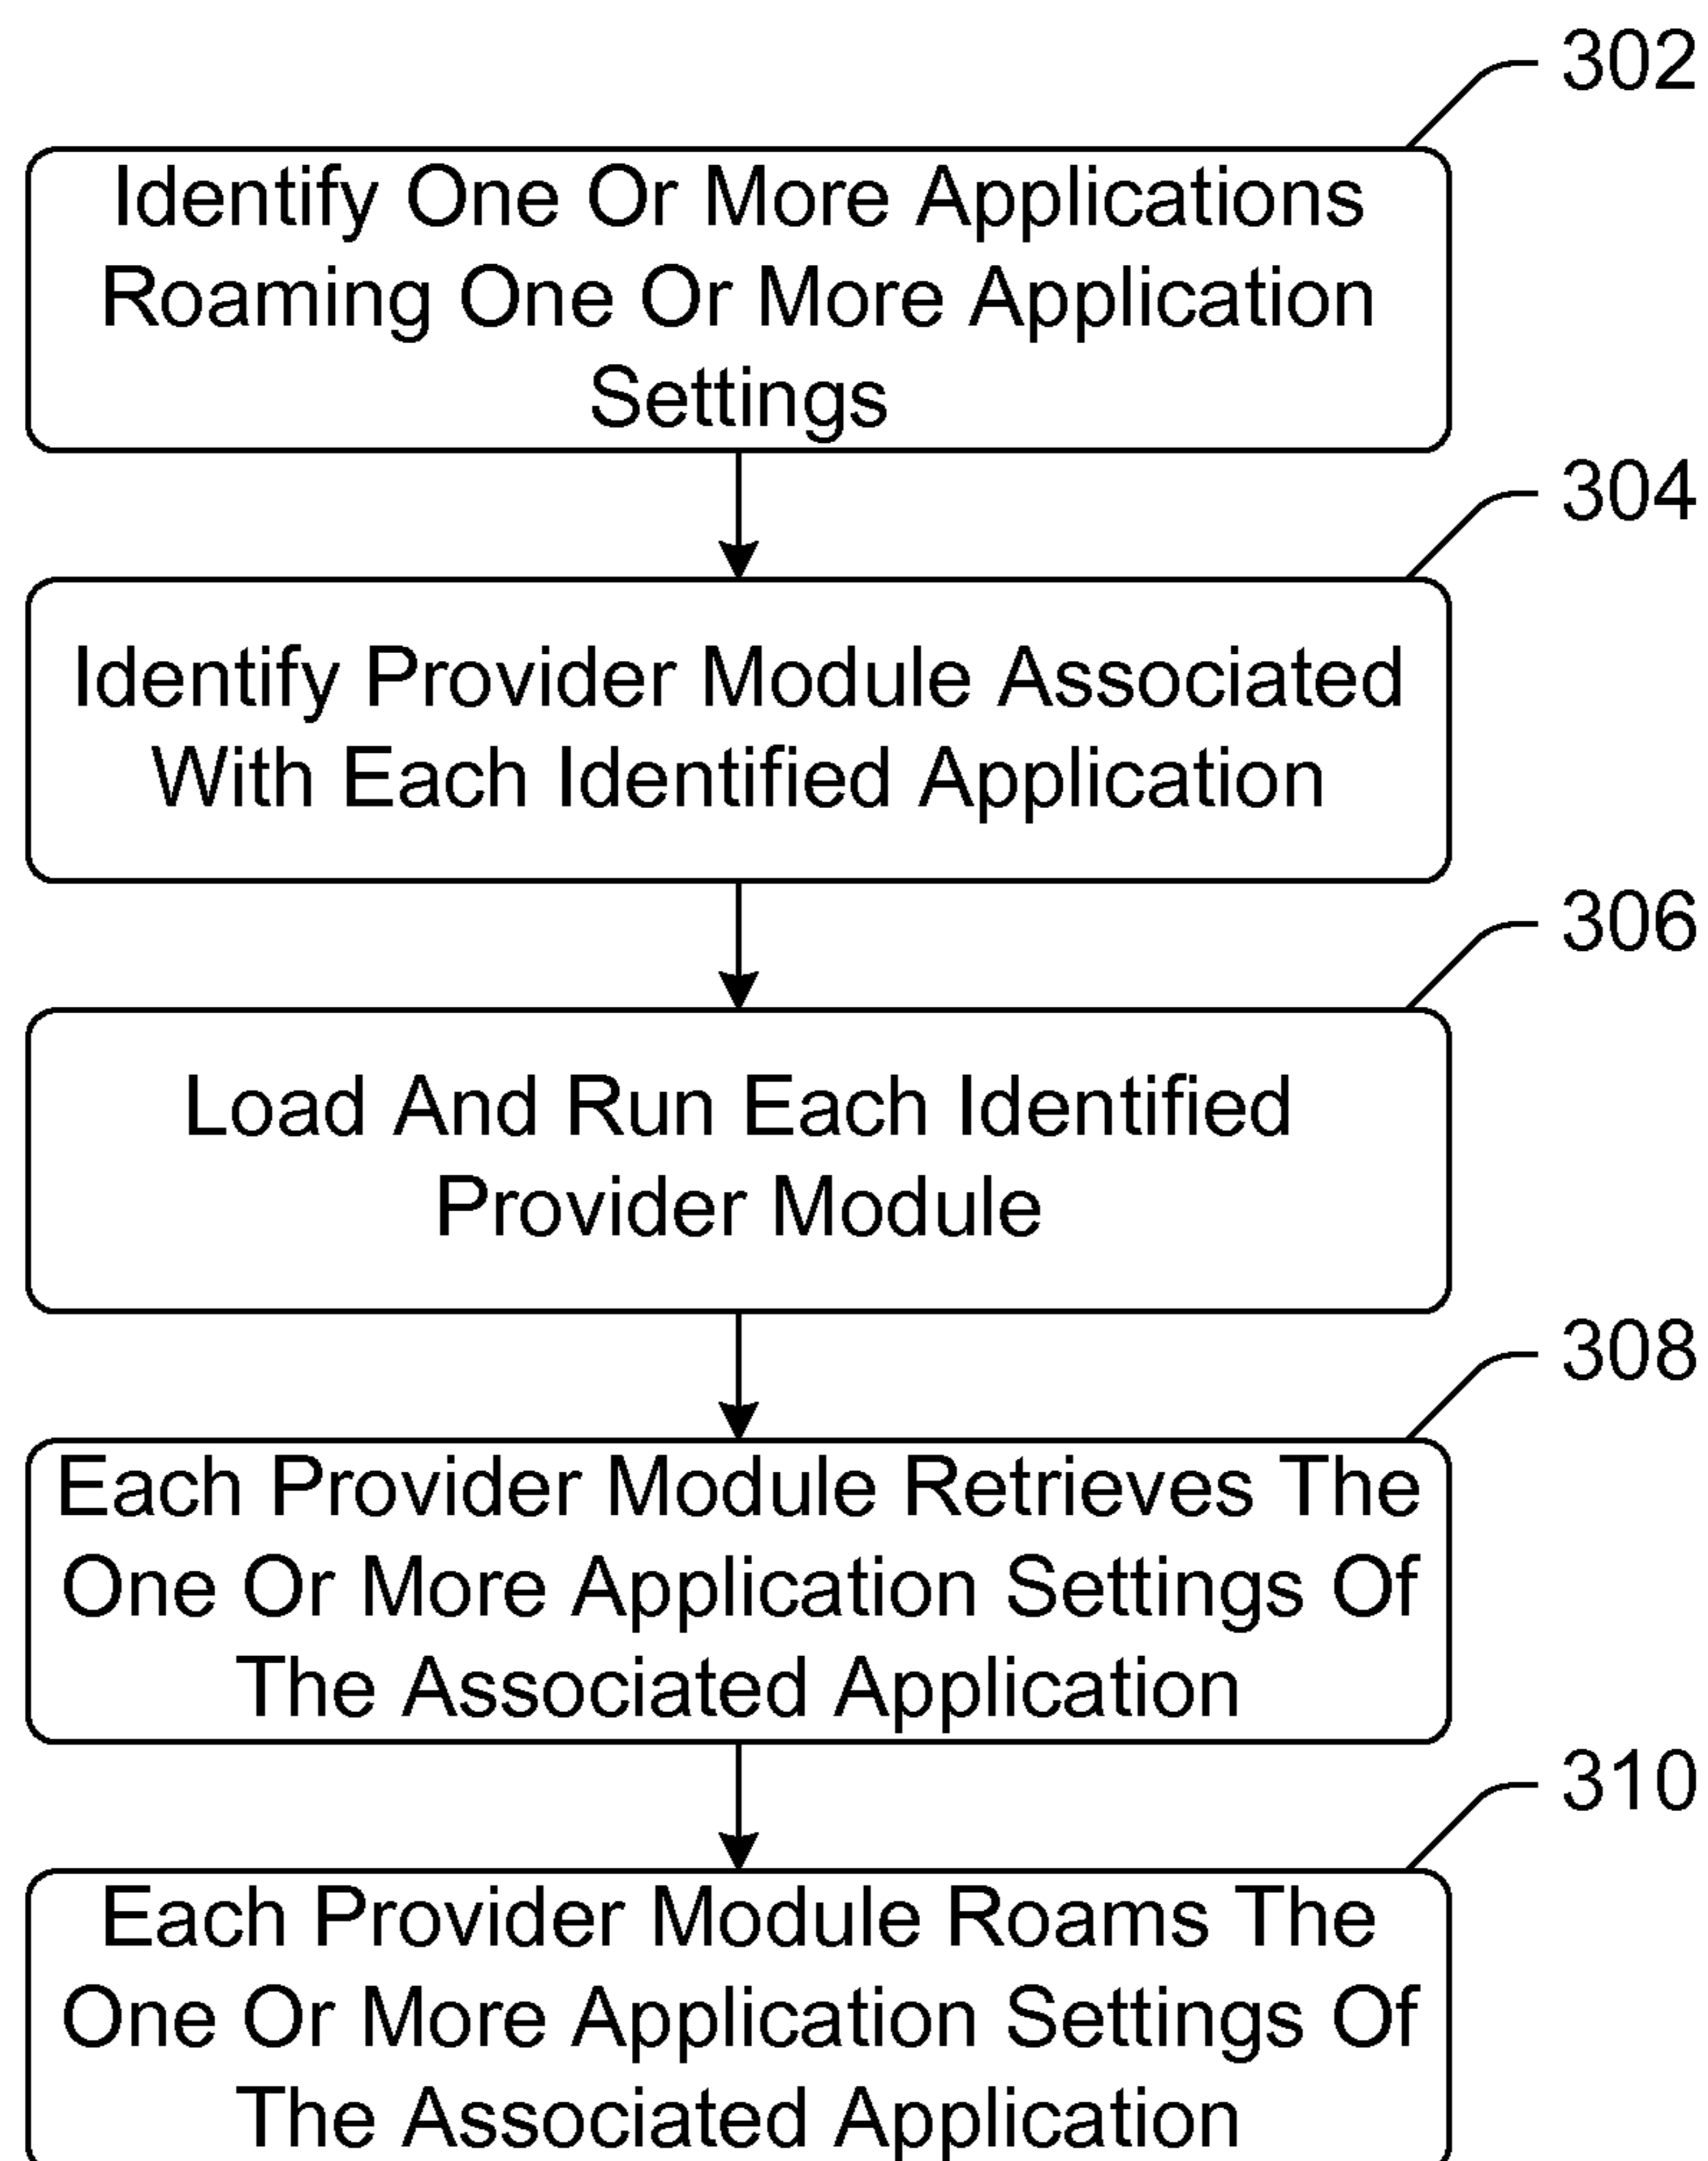 302
Identify One Or More Applications
Roaming One Or More Application
Settings
304
Identify Provider Module Associated
With Each Identified Application
306
Load And Run Each Identified
Provider Module
308
Each Provider Module Retrieves The
One Or More Application Settings Of
The Associated Application
310
Each Provider Module Roams The
One Or More Application Settings Of
The Associated Application